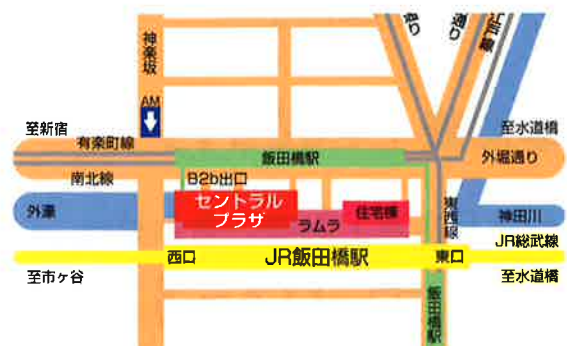 神楽坂
AM
至新宿
有楽町線
飯田橋駅
至水道橋
外堀通り
南北線
B2b出口
セントラル
プラザ
外濠
ラムラ
住宅棟
東西線
神田川
JR総武線
西口
JR飯田橋駅
東口
至市ヶ谷
至水道橋
飯田橋駅